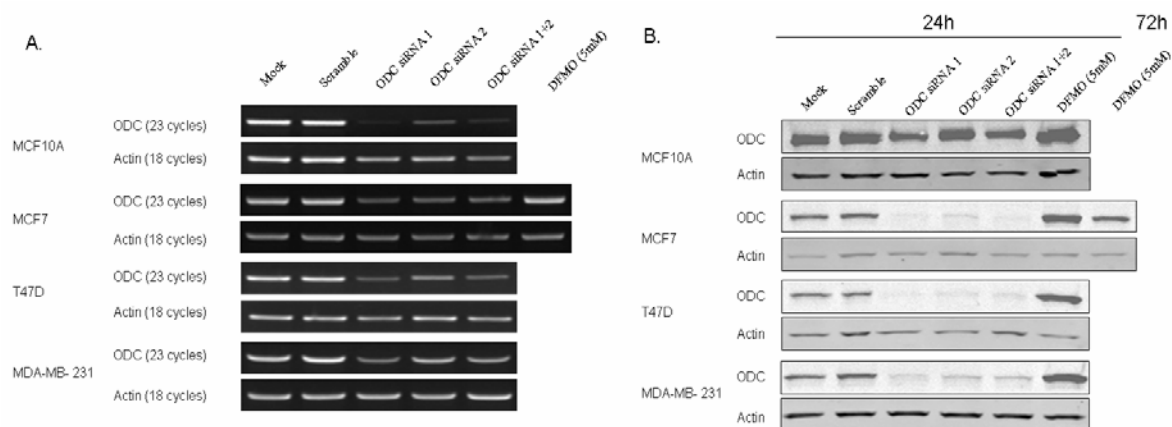 A.
Mock
Scramble
ODC siRNA 1
ODC siRNA 2
ODC siRNA 1+2
DFMO (5mM)
MCF10A
ODC (23 cycles)
Actin (18 cycles)
MCF7
ODC (23 cycles)
Actin (18 cycles)
T47D
ODC (23 cycles)
Actin (18 cycles)
MDA-MB- 231
ODC (23 cycles)
Actin (18 cycles)
B.
24h
72h
Mock
Scramble
ODC siRNA 1
ODC siRNA 2
ODC siRNA 1+2
DFMO (5mM)
DFMO (5mM)
MCF10A
ODC
Actin
MCF7
ODC
Actin
T47D
ODC
Actin
MDA-MB- 231
ODC
Actin